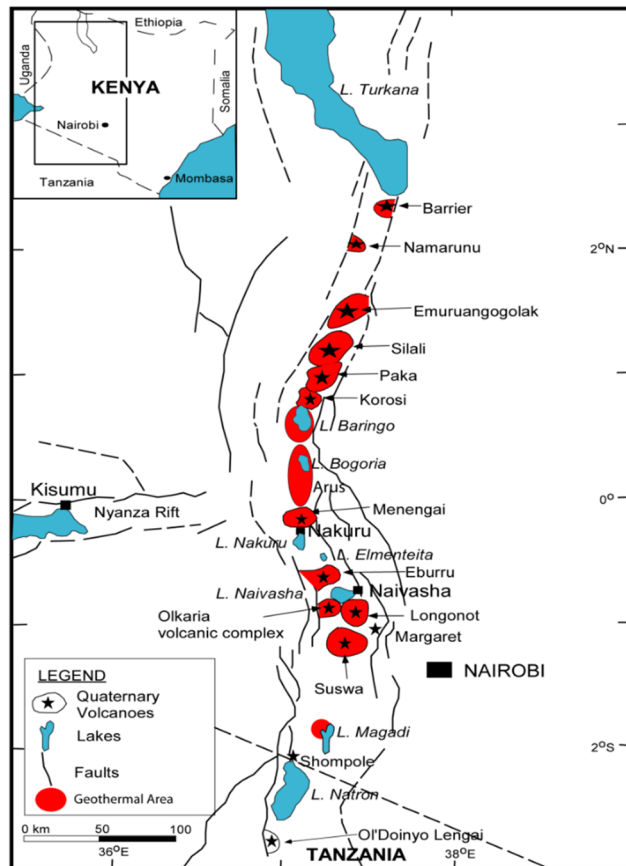 Ethiopia
Uganda
KENYA
Somalia
Nairobi
Mombasa
Tanzania
L. Turkana
Barrier
Namarunu
2°N
Emuruangogolak
Silali
Paka
Korosi
L. Baringo
L. Bogoria
Arus
Kisumu
0°
Nyanza Rift
Menengai
Nakuru
L. Nakuru
L. Elmenteita
Eburru
L. Naivasha
Naivasha
Olkaria
volcanic complex
Longonot
Margaret
NAIROBI
Suswa
LEGEND
Quaternary
Volcanoes
Lakes
Faults
Geothermal Area
L. Magadi
2°S
Shompole
L. Natron
0 km 50 100
Ol'Doinyo Lengai
36°E
TANZANIA
38°E